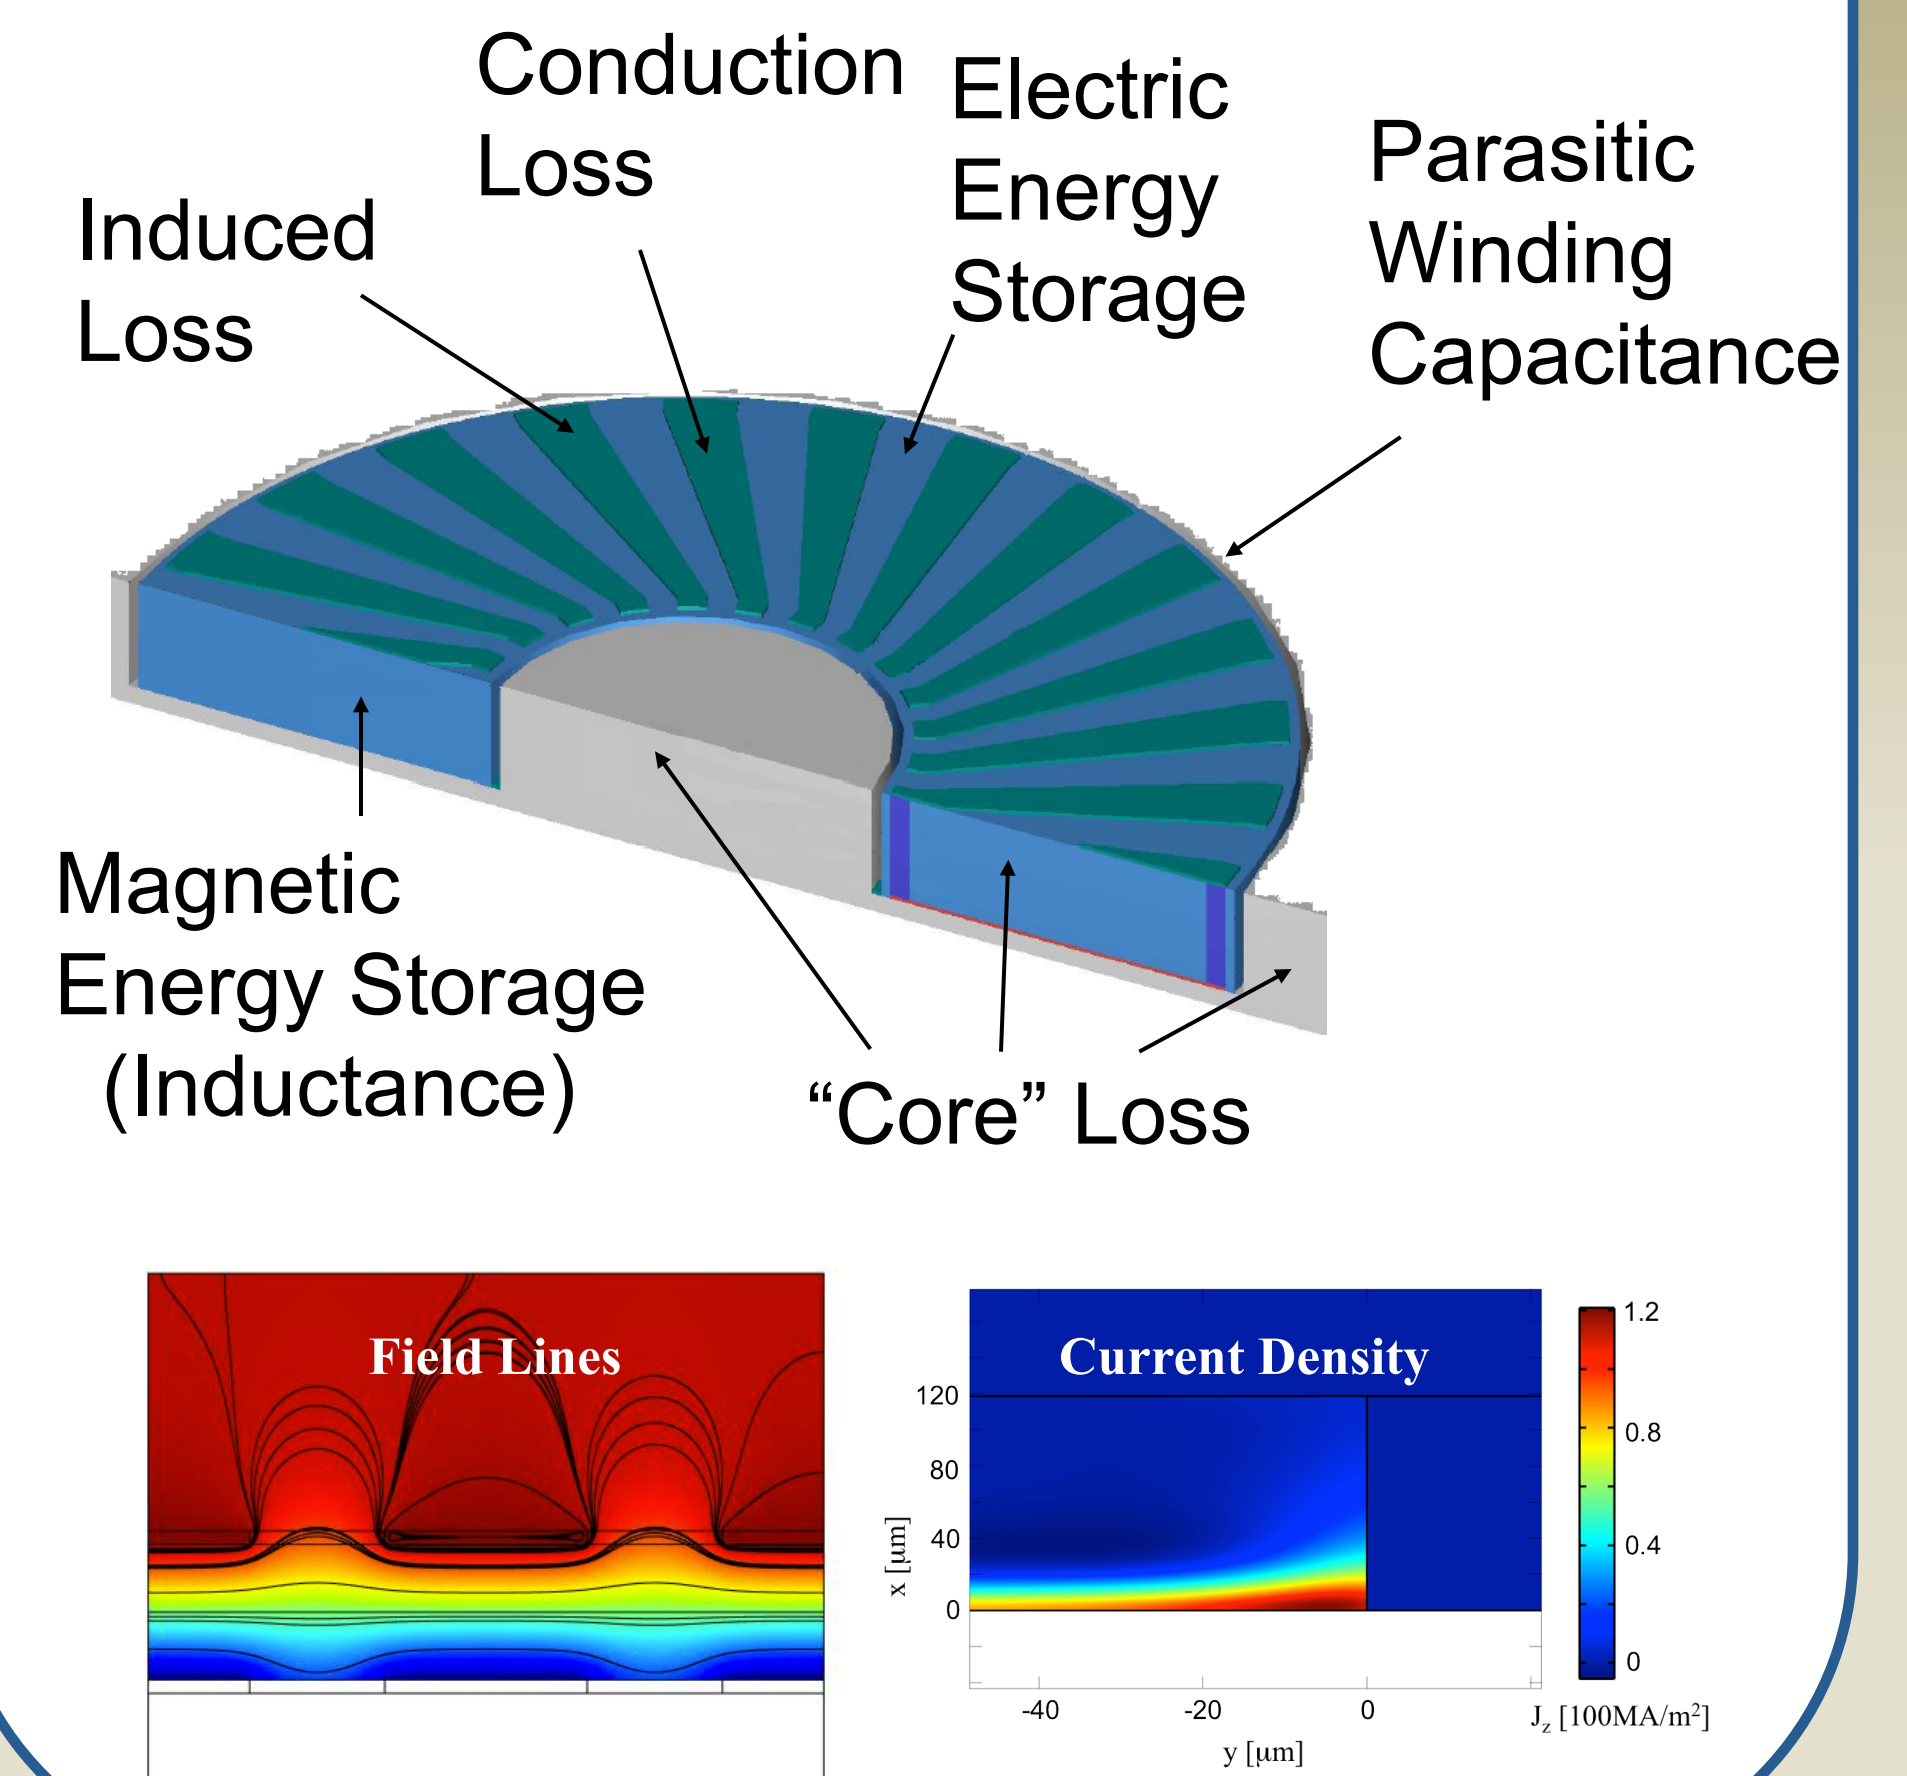 Conduction
Loss
Electric
Energy
Storage
Parasitic
Winding
Capacitance
Induced
Loss
Magnetic
Energy Storage
(Inductance)
“Core” Loss
Field Lines
Current Density
120
80
40
0
x [μm]
-40
-20
0
y [μm]
1.2
0.8
0.4
0
Jz [100MA/m²]